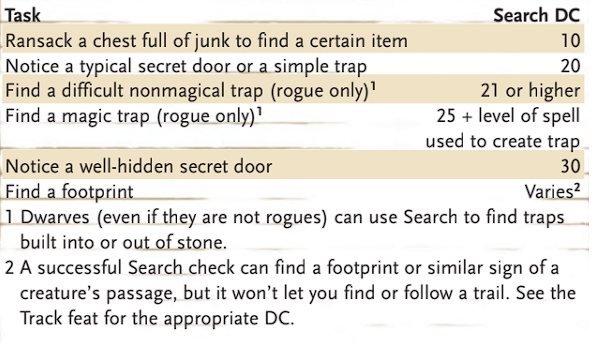 Task Search DC
Ransack a chest full of junk to find a certain item 10
Notice a typical secret door or a simple trap 20
Find a difficult nonmagical trap (rogue only)¹ 21 or higher
Find a magic trap (rogue only)¹ 25 + level of spell
used to create trap
Notice a well-hidden secret door 30
Find a footprint Varies²
1 Dwarves (even if they are not rogues) can use Search to find traps
built into or out of stone.
2 A successful Search check can find a footprint or similar sign of a
creature’s passage, but it won’t let you find or follow a trail. See the
Track feat for the appropriate DC.